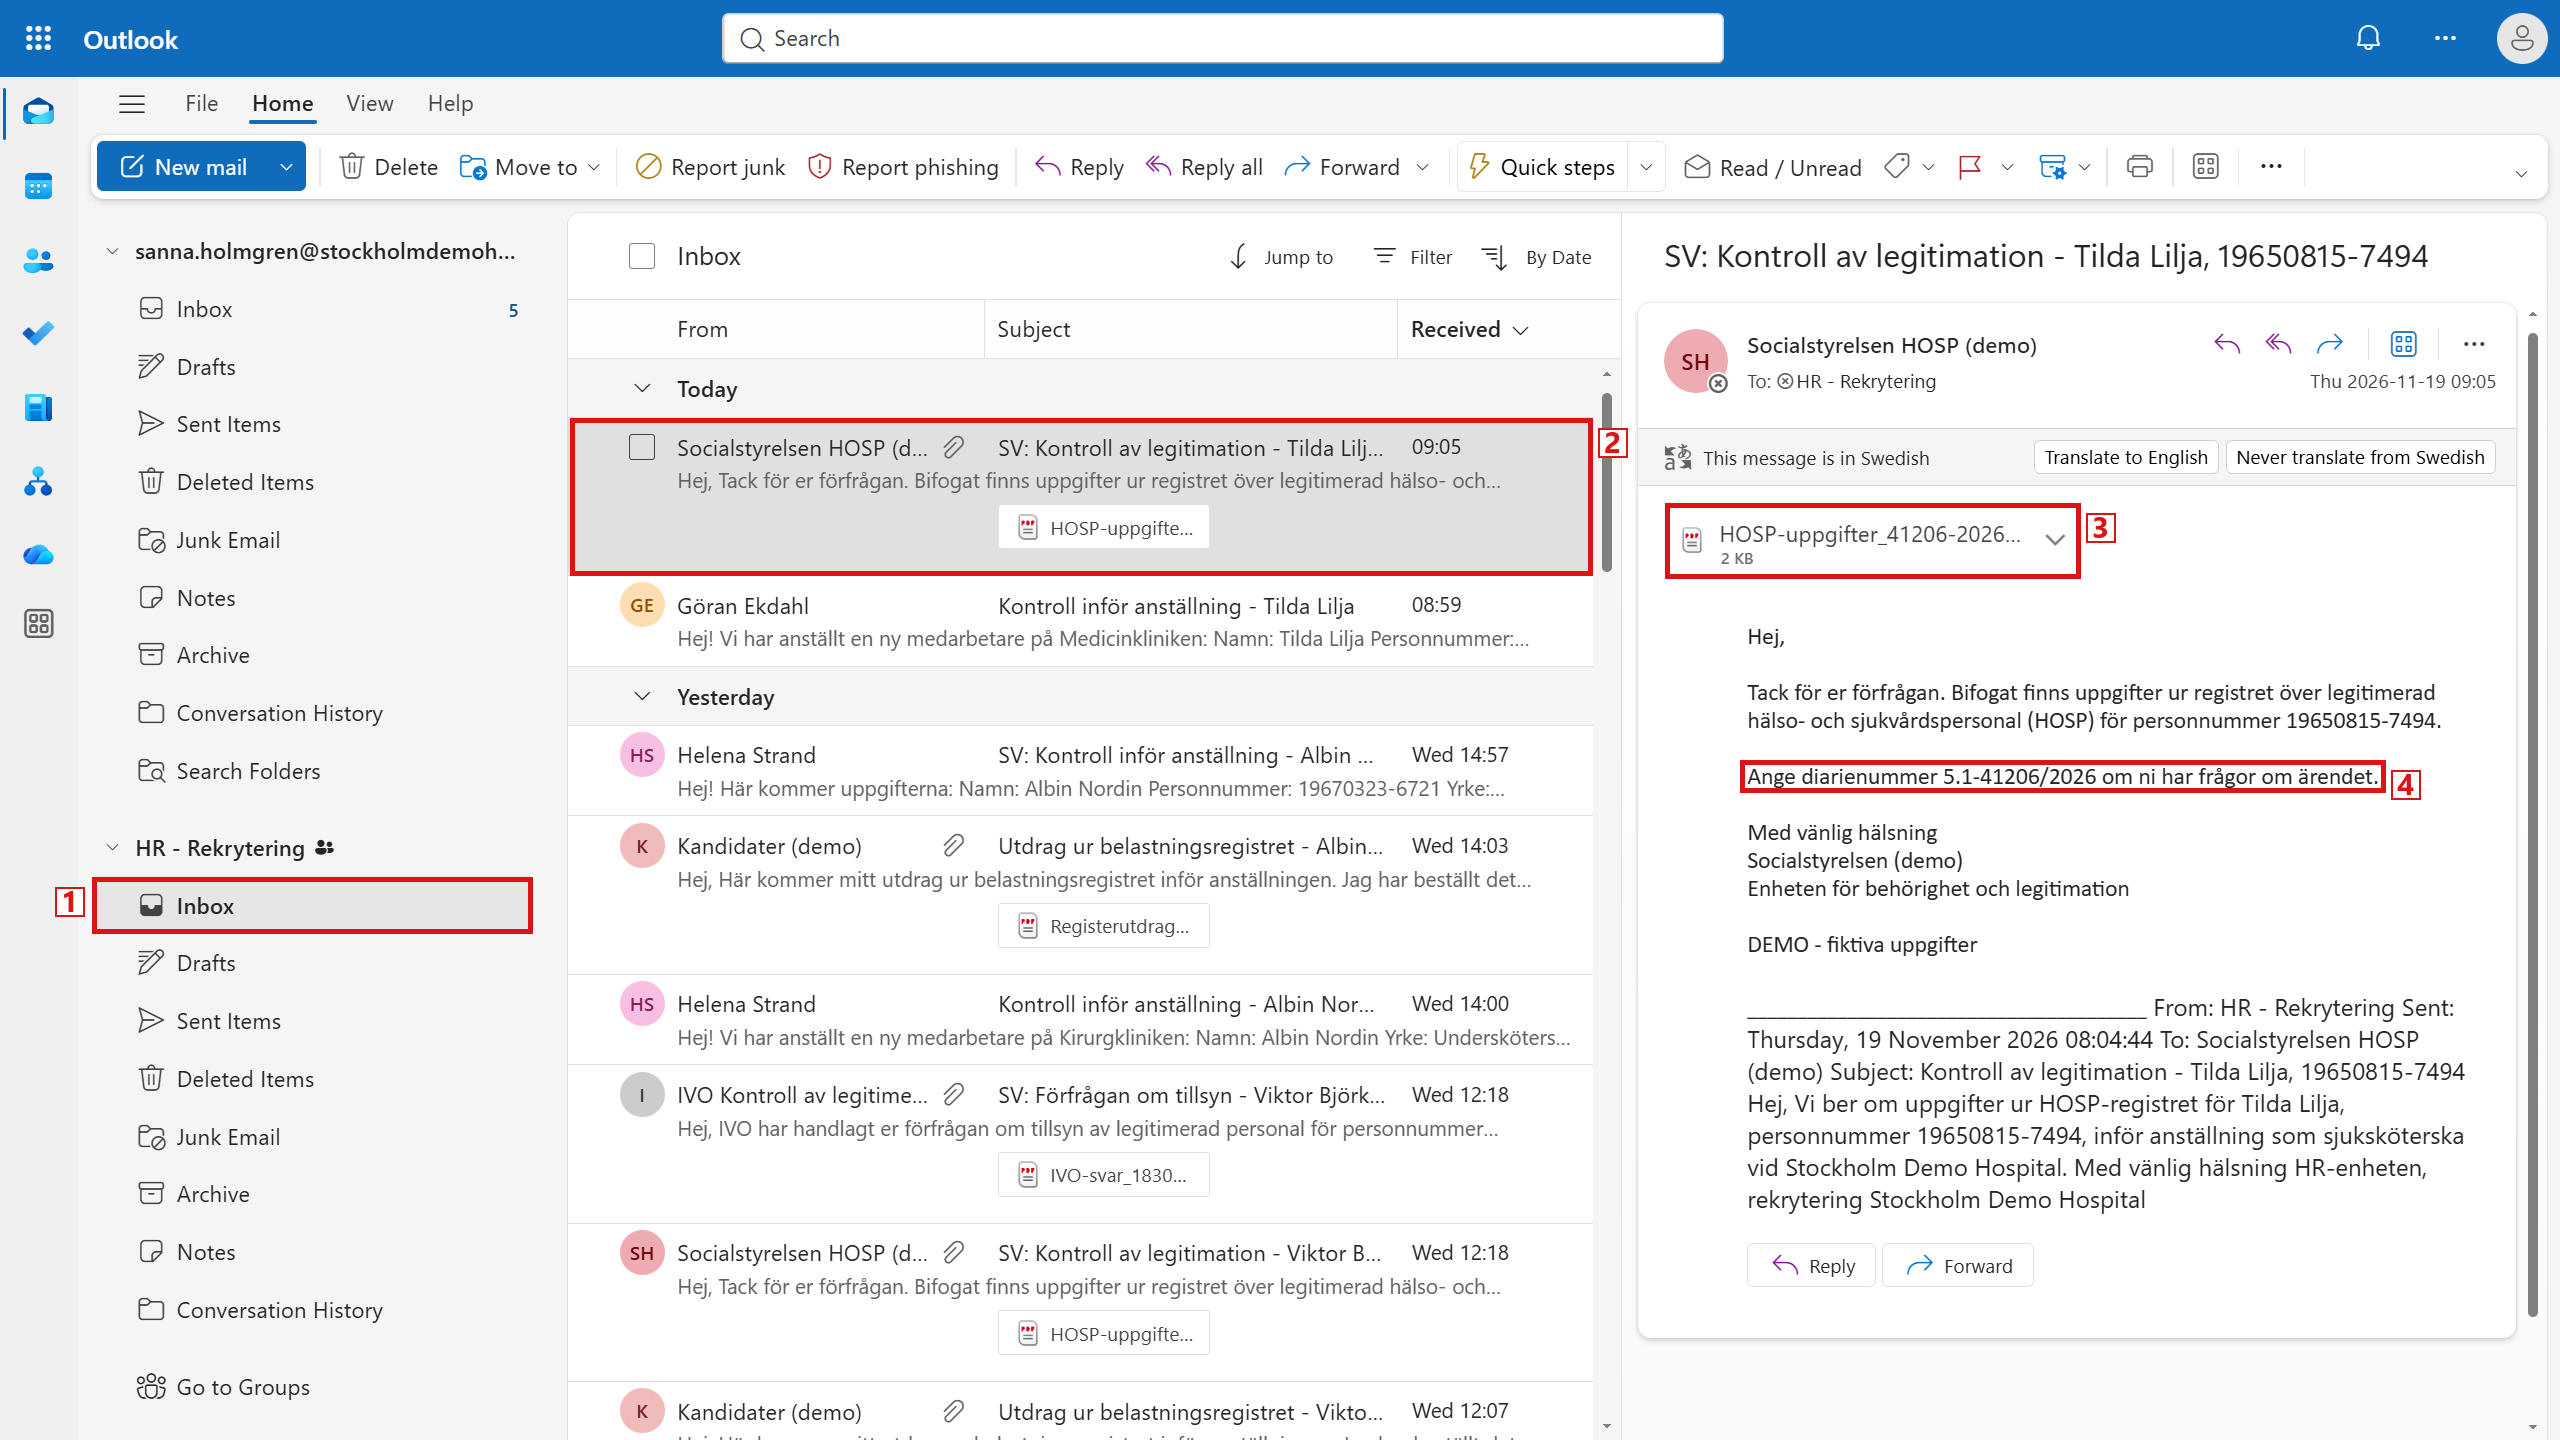 Outlook
Search
File Home View Help
New mail Delete Move to Report junk Report phishing Reply Reply all Forward Quick steps Read / Unread
sanna.holmgren@stockholmdemoh...
Inbox 5
Drafts
Sent Items
Deleted Items
Junk Email
Notes
Archive
Conversation History
Search Folders
HR - Rekrytering
1
Inbox
Drafts
Sent Items
Deleted Items
Junk Email
Notes
Archive
Conversation History
Go to Groups
Inbox Jump to Filter By Date
From Subject Received
Today
Socialstyrelsen HOSP (d... SV: Kontroll av legitimation - Tilda Lilj... 09:05
2
Hej, Tack för er förfrågan. Bifogat finns uppgifter ur registret över legitimerad hälso- och...
PDF HOSP-uppgifte...
GE Göran Ekdahl Kontroll inför anställning - Tilda Lilja 08:59
Hej! Vi har anställt en ny medarbetare på Medicinkliniken: Namn: Tilda Lilja Personnummer:...
Yesterday
HS Helena Strand SV: Kontroll inför anställning - Albin ... Wed 14:57
Hej! Här kommer uppgifterna: Namn: Albin Nordin Personnummer: 19670323-6721 Yrke:...
K Kandidater (demo) Utdrag ur belastningsregistret - Albin... Wed 14:03
Hej, Här kommer mitt utdrag ur belastningsregistret inför anställningen. Jag har beställt det...
PDF Registerutdrag...
HS Helena Strand Kontroll inför anställning - Albin Nor... Wed 14:00
Hej! Vi har anställt en ny medarbetare på Kirurgkliniken: Namn: Albin Nordin Yrke: Undersköters...
I IVO Kontroll av legitime... SV: Förfrågan om tillsyn - Viktor Björk... Wed 12:18
Hej, IVO har handlagt er förfrågan om tillsyn av legitimerad personal för personnummer...
PDF IVO-svar_1830...
SH Socialstyrelsen HOSP (d... SV: Kontroll av legitimation - Viktor B... Wed 12:18
Hej, Tack för er förfrågan. Bifogat finns uppgifter ur registret över legitimerad hälso- och...
PDF HOSP-uppgifte...
K Kandidater (demo) Utdrag ur belastningsregistret - Vikto... Wed 12:07
SV: Kontroll av legitimation - Tilda Lilja, 19650815-7494
SH Socialstyrelsen HOSP (demo)
To: HR - Rekrytering Thu 2026-11-19 09:05
This message is in Swedish Translate to English Never translate from Swedish
PDF HOSP-uppgifter_41206-2026...
2 KB
3
Hej,
Tack för er förfrågan. Bifogat finns uppgifter ur registret över legitimerad
hälso- och sjukvårdspersonal (HOSP) för personnummer 19650815-7494.
Ange diarienummer 5.1-41206/2026 om ni har frågor om ärendet.
4
Med vänlig hälsning
Socialstyrelsen (demo)
Enheten för behörighet och legitimation
DEMO - fiktiva uppgifter
________________________________ From: HR - Rekrytering Sent:
Thursday, 19 November 2026 08:04:44 To: Socialstyrelsen HOSP
(demo) Subject: Kontroll av legitimation - Tilda Lilja, 19650815-7494
Hej, Vi ber om uppgifter ur HOSP-registret för Tilda Lilja,
personnummer 19650815-7494, inför anställning som sjuksköterska
vid Stockholm Demo Hospital. Med vänlig hälsning HR-enheten,
rekrytering Stockholm Demo Hospital
Reply Forward